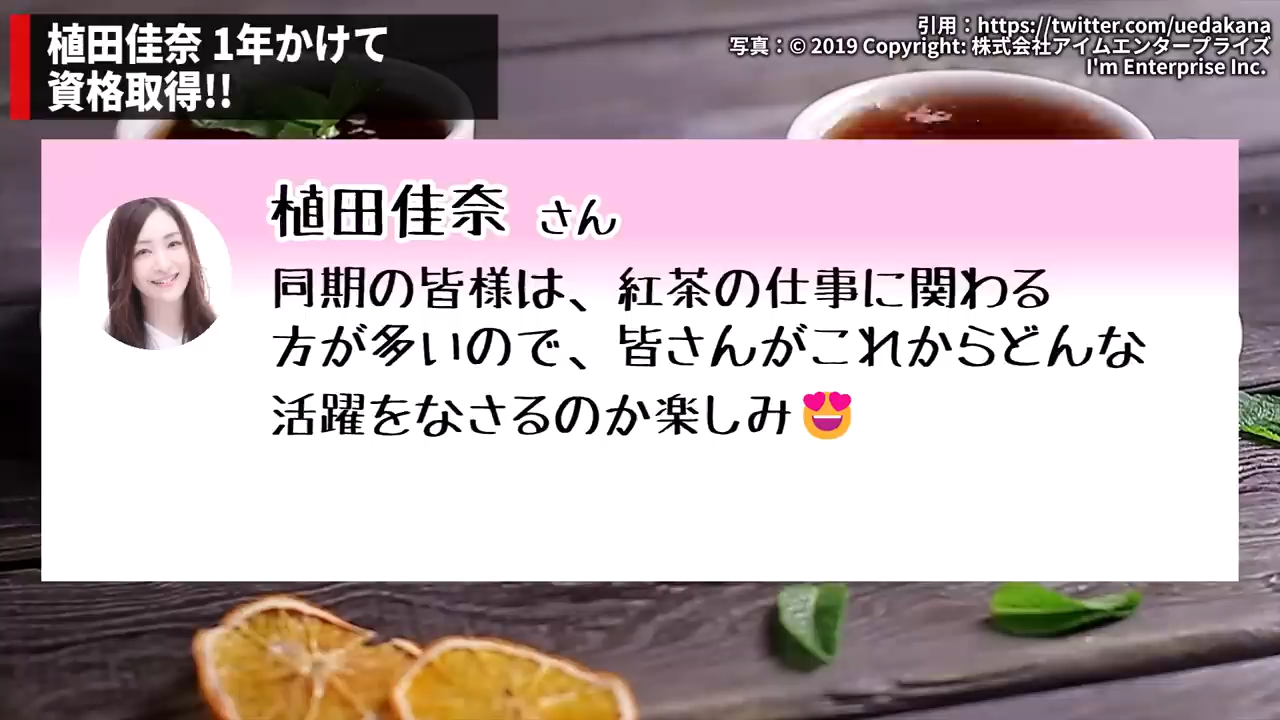 植田佳奈 1年かけて
資格取得!!
引用：https://twitter.com/uedakana
写真：© 2019 Copyright: 株式会社アイムエンタープライズ
I'm Enterprise Inc.
植田佳奈 さん
同期の皆様は、紅茶の仕事に関わる
方が多いので、皆さんがこれからどんな
活躍をなさるのか楽しみ😍